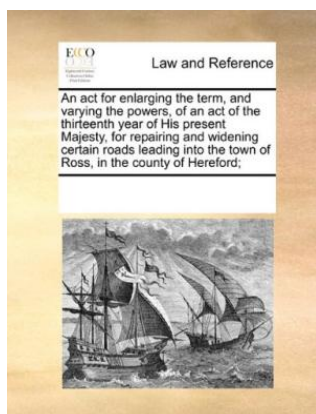 ECCO
Law and Reference
An act for enlarging the term, and
varying the powers, of an act of the
thirteenth year of His present
Majesty, for repairing and widening
certain roads leading into the town of
Ross, in the county of Hereford;